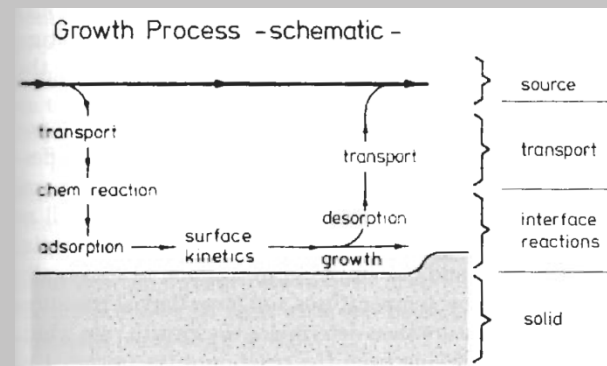 Growth Process - schematic -
source
transport
transport
transport
chem reaction
desorption
interface
reactions
adsorption
surface
kinetics
growth
solid